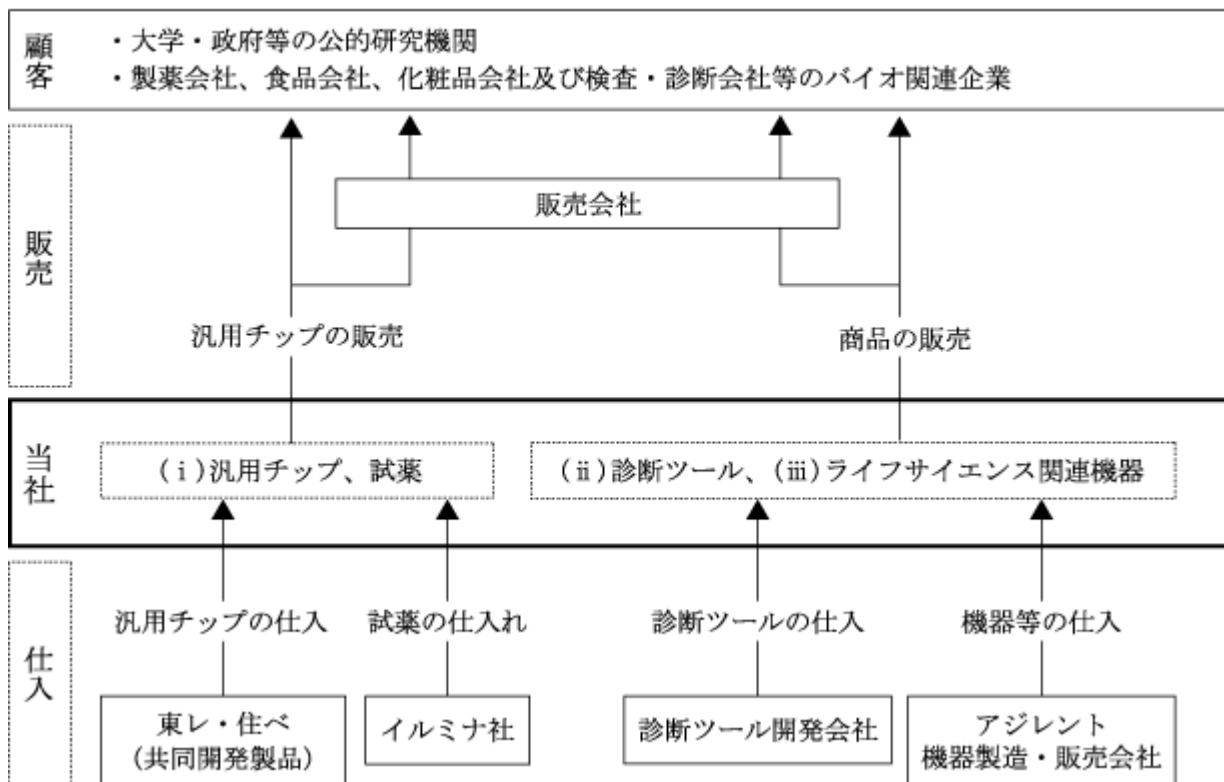 顧客
・大学・政府等の公的研究機関
・製薬会社、食品会社、化粧品会社及び検査・診断会社等のバイオ関連企業
販売
販売会社
汎用チップの販売
商品の販売
当社
(ⅰ)汎用チップ、試薬
(ⅱ)診断ツール、(ⅲ)ライフサイエンス関連機器
仕入
汎用チップの仕入
試薬の仕入れ
診断ツールの仕入
機器等の仕入
東レ・住べ
(共同開発製品)
イルミナ社
診断ツール開発会社
アジレント
機器製造・販売会社